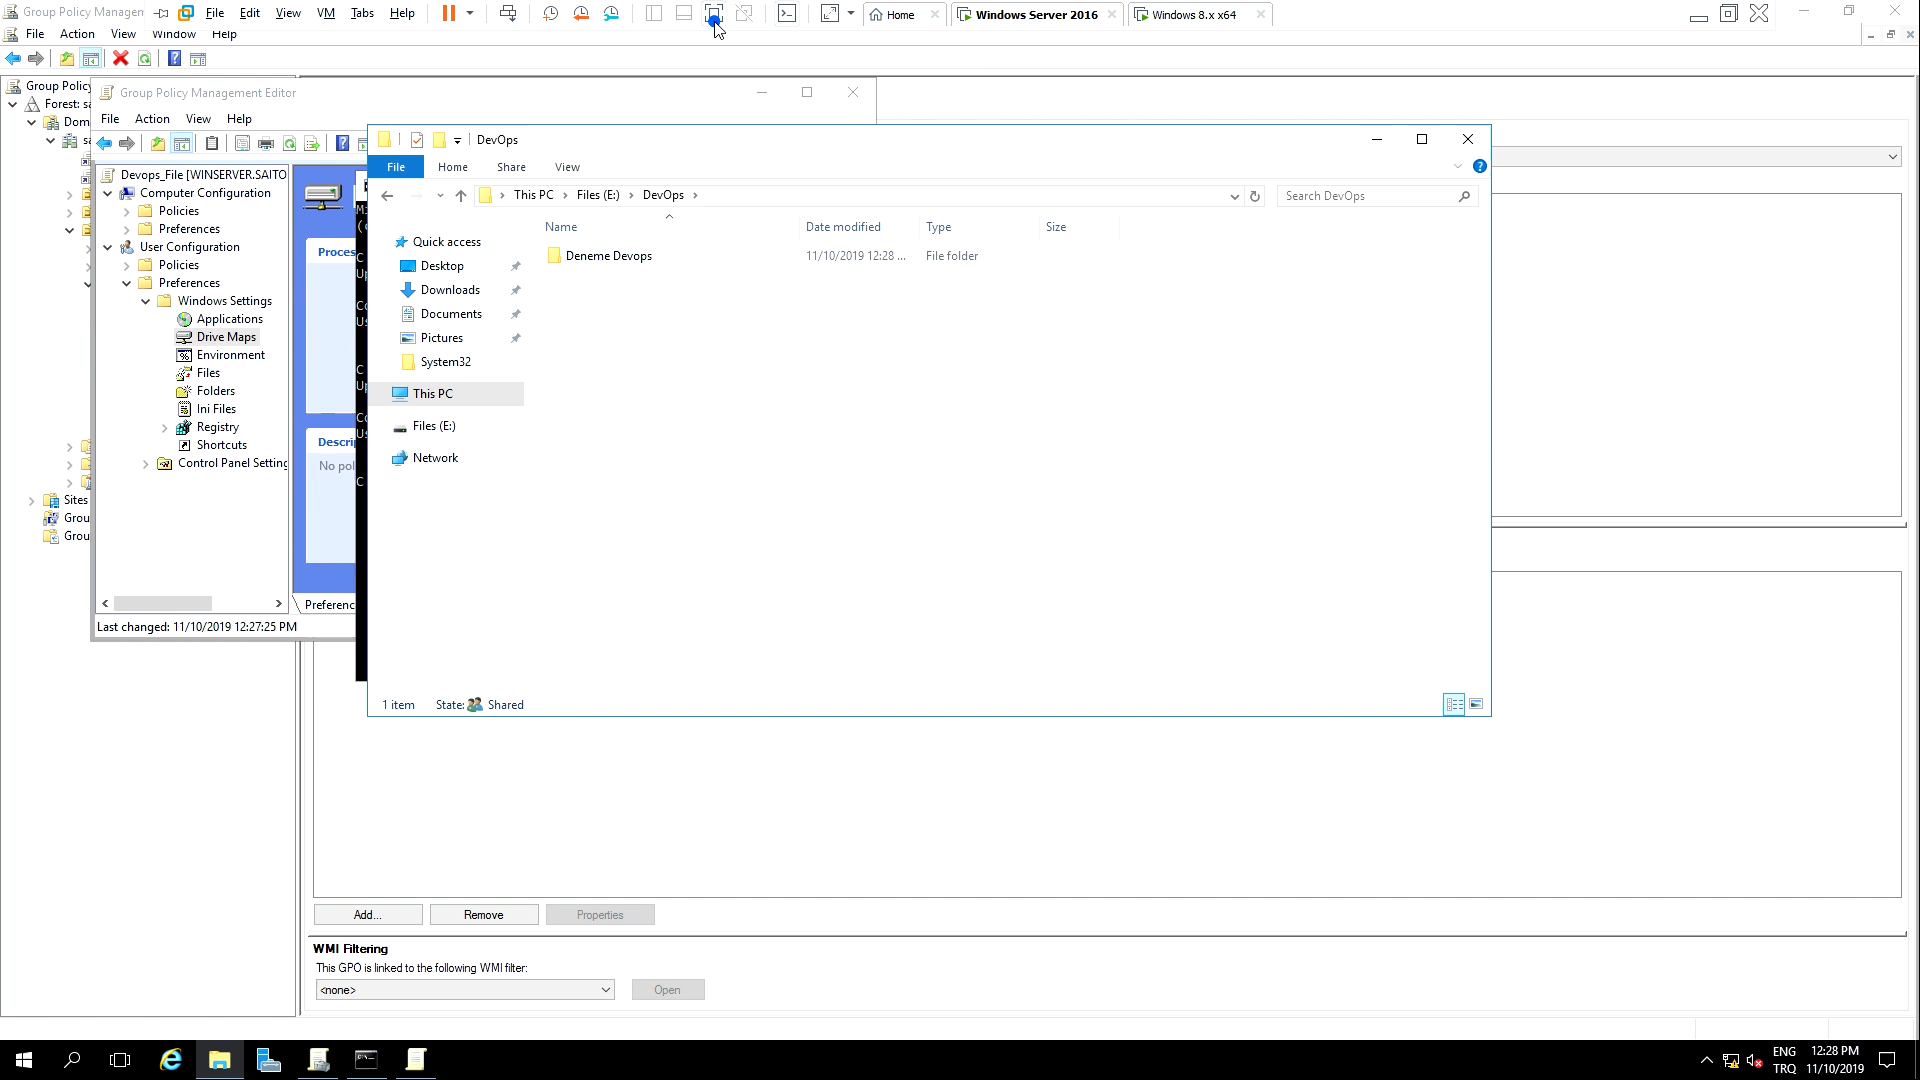 Group Policy Managem File Edit View VM Tabs Help Home Windows Server 2016 Windows 8.x x64
File Action View Window Help
Group Policy
Group Policy Management Editor
Forest: sa
Dom
File Action View Help
DevOps
File Home Share View
Devops_File [WINSERVER.SAITO
Computer Configuration
Policies
Preferences
User Configuration
Policies
Preferences
Windows Settings
Applications
Drive Maps
Environment
Files
Folders
Ini Files
Registry
Shortcuts
Control Panel Setting
Sites
Grou
Grou
Last changed: 11/10/2019 12:27:25 PM
Proces
Descri
No pol
Preferenc
This PC Files (E:) DevOps
Search DevOps
Name Date modified Type Size
Deneme Devops 11/10/2019 12:28 ... File folder
Quick access
Desktop
Downloads
Documents
Pictures
System32
This PC
Files (E:)
Network
1 item State: Shared
Add... Remove Properties
WMI Filtering
This GPO is linked to the following WMI filter:
<none> Open
ENG 12:28 PM
TRQ 11/10/2019